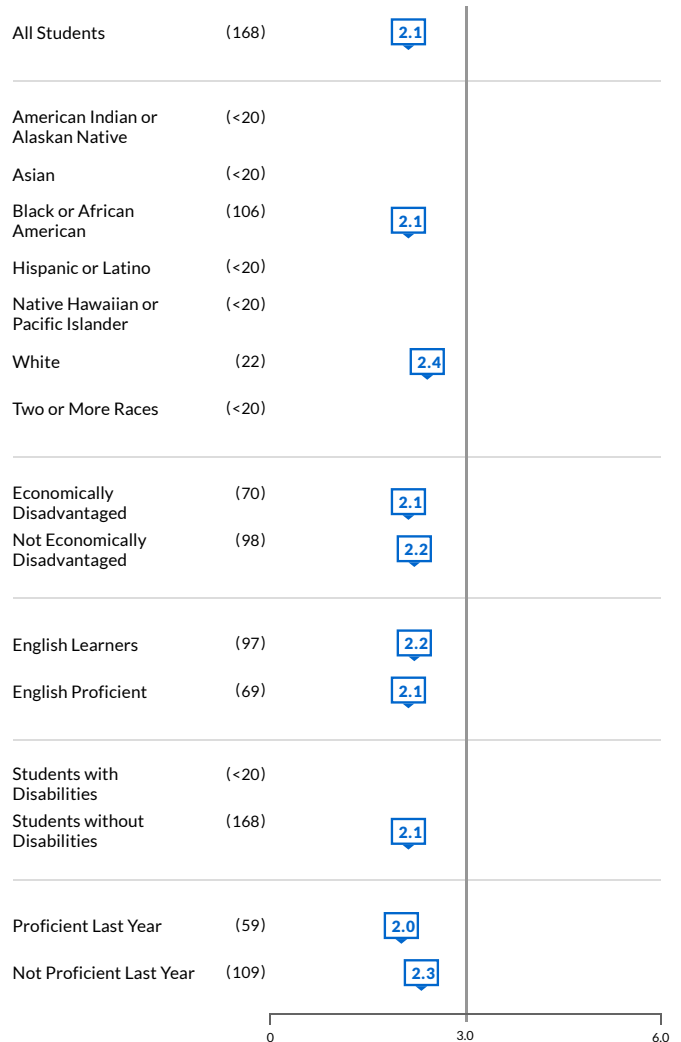 All Students (168) 2.1
American Indian or (<20)
Alaskan Native
Asian (<20)
Black or African (106) 2.1
American
Hispanic or Latino (<20)
Native Hawaiian or (<20)
Pacific Islander
White (22) 2.4
Two or More Races (<20)
Economically (70) 2.1
Disadvantaged
Not Economically (98) 2.2
Disadvantaged
English Learners (97) 2.2
English Proficient (69) 2.1
Students with (<20)
Disabilities
Students without (168) 2.1
Disabilities
Proficient Last Year (59) 2.0
Not Proficient Last Year (109) 2.3
0 3.0 6.0